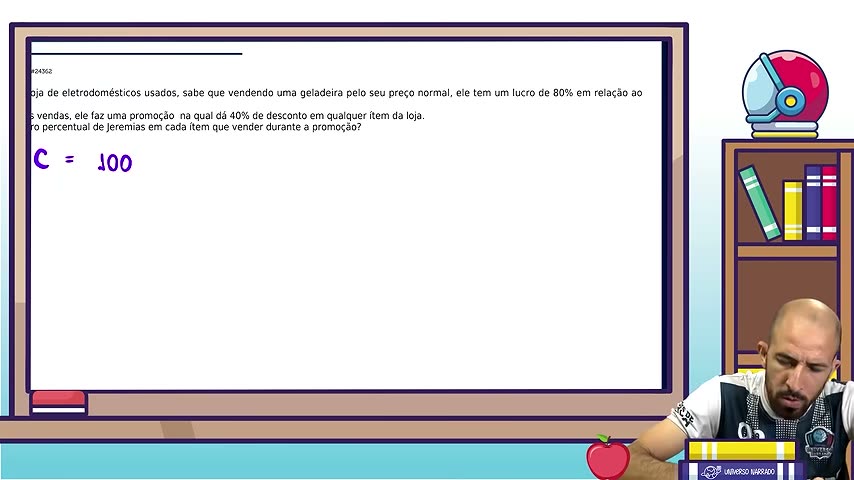 #24362
oja de eletrodomésticos usados, sabe que vendendo uma geladeira pelo seu preço normal, ele tem um lucro de 80% em relação ao
s vendas, ele faz uma promoção na qual dá 40% de desconto em qualquer ítem da loja.
ro percentual de Jeremias em cada ítem que vender durante a promoção?
C = 100
UNIVERSO NARRADO